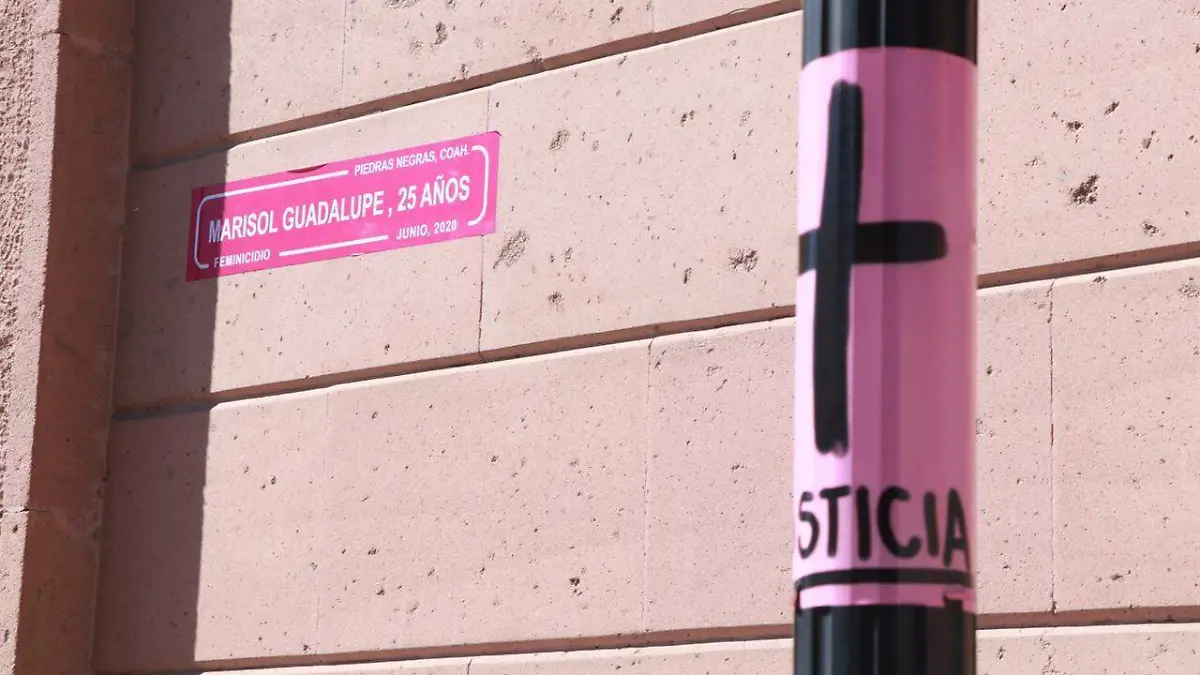 PIEDRAS NEGRAS, COAH.
MARISOL GUADALUPE , 25 AÑOS
FEMINICIDIO
JUNIO, 2020
STICIA